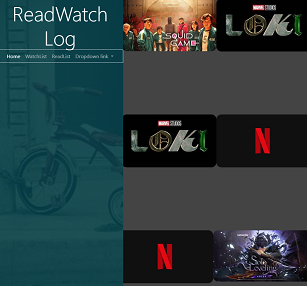 ReadWatch
Log
Home WatchList ReadList Dropdown link
SQUID
GAME
MARVEL STUDIOS
LOKI
MARVEL STUDIOS
LOKI
N
N
Solo
Leveling